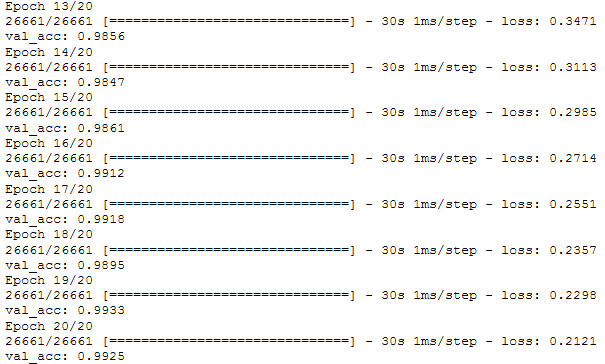 Epoch 13/20
26661/26661 [==============================] - 30s 1ms/step - loss: 0.3471
val_acc: 0.9856
Epoch 14/20
26661/26661 [==============================] - 30s 1ms/step - loss: 0.3113
val_acc: 0.9847
Epoch 15/20
26661/26661 [==============================] - 30s 1ms/step - loss: 0.2985
val_acc: 0.9861
Epoch 16/20
26661/26661 [==============================] - 30s 1ms/step - loss: 0.2714
val_acc: 0.9912
Epoch 17/20
26661/26661 [==============================] - 30s 1ms/step - loss: 0.2551
val_acc: 0.9918
Epoch 18/20
26661/26661 [==============================] - 30s 1ms/step - loss: 0.2357
val_acc: 0.9895
Epoch 19/20
26661/26661 [==============================] - 30s 1ms/step - loss: 0.2298
val_acc: 0.9933
Epoch 20/20
26661/26661 [==============================] - 30s 1ms/step - loss: 0.2121
val_acc: 0.9925